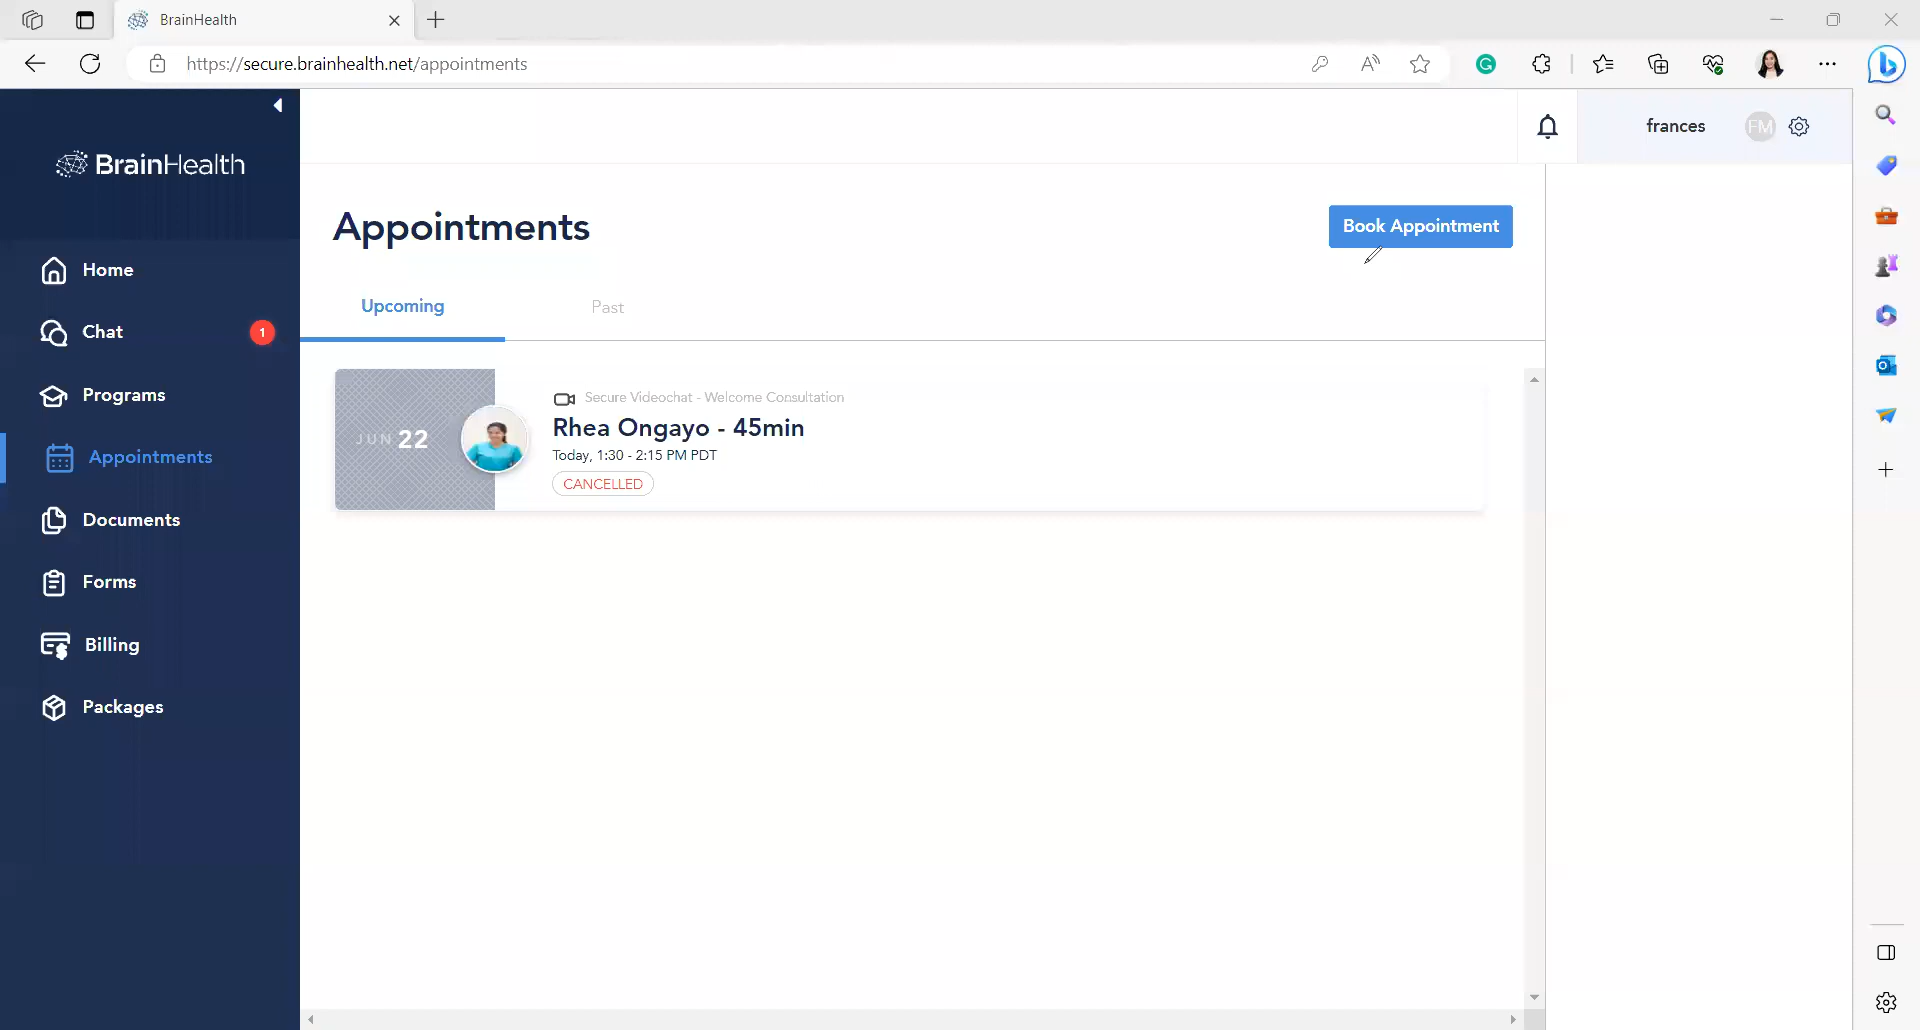 BrainHealth
https://secure.brainhealth.net/appointments
BrainHealth
frances
FM
Home
Chat
1
Programs
Appointments
Documents
Forms
Billing
Packages
Appointments
Book Appointment
Upcoming
Past
JUN 22
Secure Videochat - Welcome Consultation
Rhea Ongayo - 45min
Today, 1:30 - 2:15 PM PDT
CANCELLED